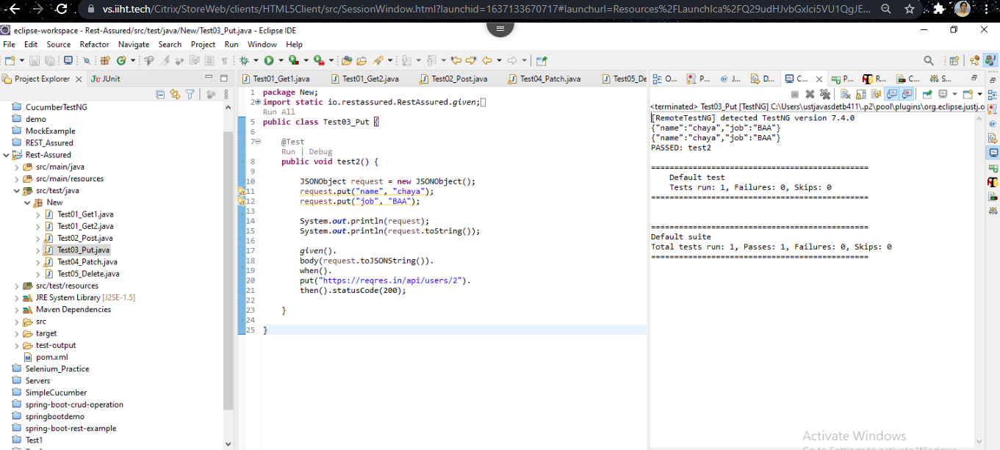 vs.iiht.tech/Citrix/StoreWeb/clients/HTML5Client/src/SessionWindow.html?launchid=1637133670717#launchurl=Resources%2FLaunchIca%2FQ29udHJvbGxlci5VU1QgJE...
eclipse-workspace - Rest-Assured/src/test/java/New/Test03_Put.java - Eclipse IDE
File Edit Source Refactor Navigate Search Project Run Window Help
Project Explorer JUnit
CucumberTestNG
demo
MockExample
REST_Assured
Rest-Assured
src/main/java
src/main/resources
src/test/java
New
Test01_Get1.java
Test01_Get2.java
Test02_Post.java
Test03_Put.java
Test04_Patch.java
Test05_Delete.java
src/test/resources
JRE System Library [J2SE-1.5]
Maven Dependencies
src
target
test-output
pom.xml
Selenium_Practice
Servers
SimpleCucumber
spring-boot-crud-operation
springbootdemo
spring-boot-rest-example
Test1
Test01_Get1.java Test01_Get2.java Test02_Post.java Test04_Patch.java Test05_De
1 package New;
2 import static io.restassured.RestAssured.given;
Run All
5 public class Test03_Put {
6
7 @Test
Run | Debug
8 public void test2() {
9
10 JSONObject request = new JSONObject();
11 request.put("name", "chaya");
12 request.put("job", "BAA");
13
14 System.out.println(request);
15 System.out.println(request.toString());
16
17 given().
18 body(request.toJSONString()).
19 when().
20 put("https://reqres.in/api/users/2").
21 then().statusCode(200);
22
23 }
24
25 }
O... P... J... D... C... P... R... C... S...
<terminated> Test03_Put [TestNG] C:\Users\ustjavasdetb411\.p2\pool\plugins\org.eclipse.justj.o
[RemoteTestNG] detected TestNG version 7.4.0
{"name":"chaya","job":"BAA"}
{"name":"chaya","job":"BAA"}
PASSED: test2
===============================================
Default test
Tests run: 1, Failures: 0, Skips: 0
===============================================
===============================================
Default suite
Total tests run: 1, Passes: 1, Failures: 0, Skips: 0
===============================================
Activate Windows